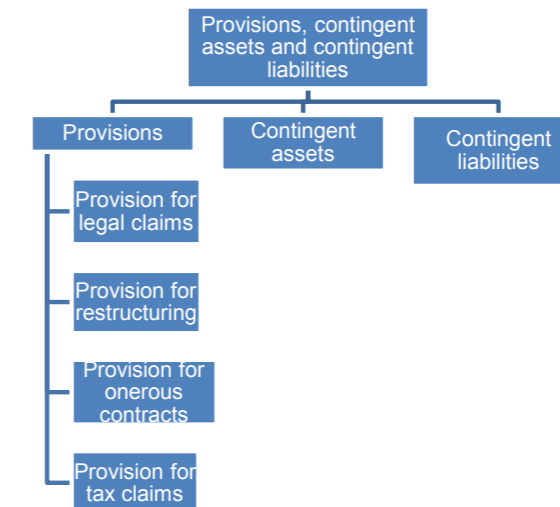 Provisions, contingent
assets and contingent
liabilities
Provisions
Contingent
assets
Contingent
liabilities
Provision for
legal claims
Provision for
restructuring
Provision for
onerous
contracts
Provision for
tax claims